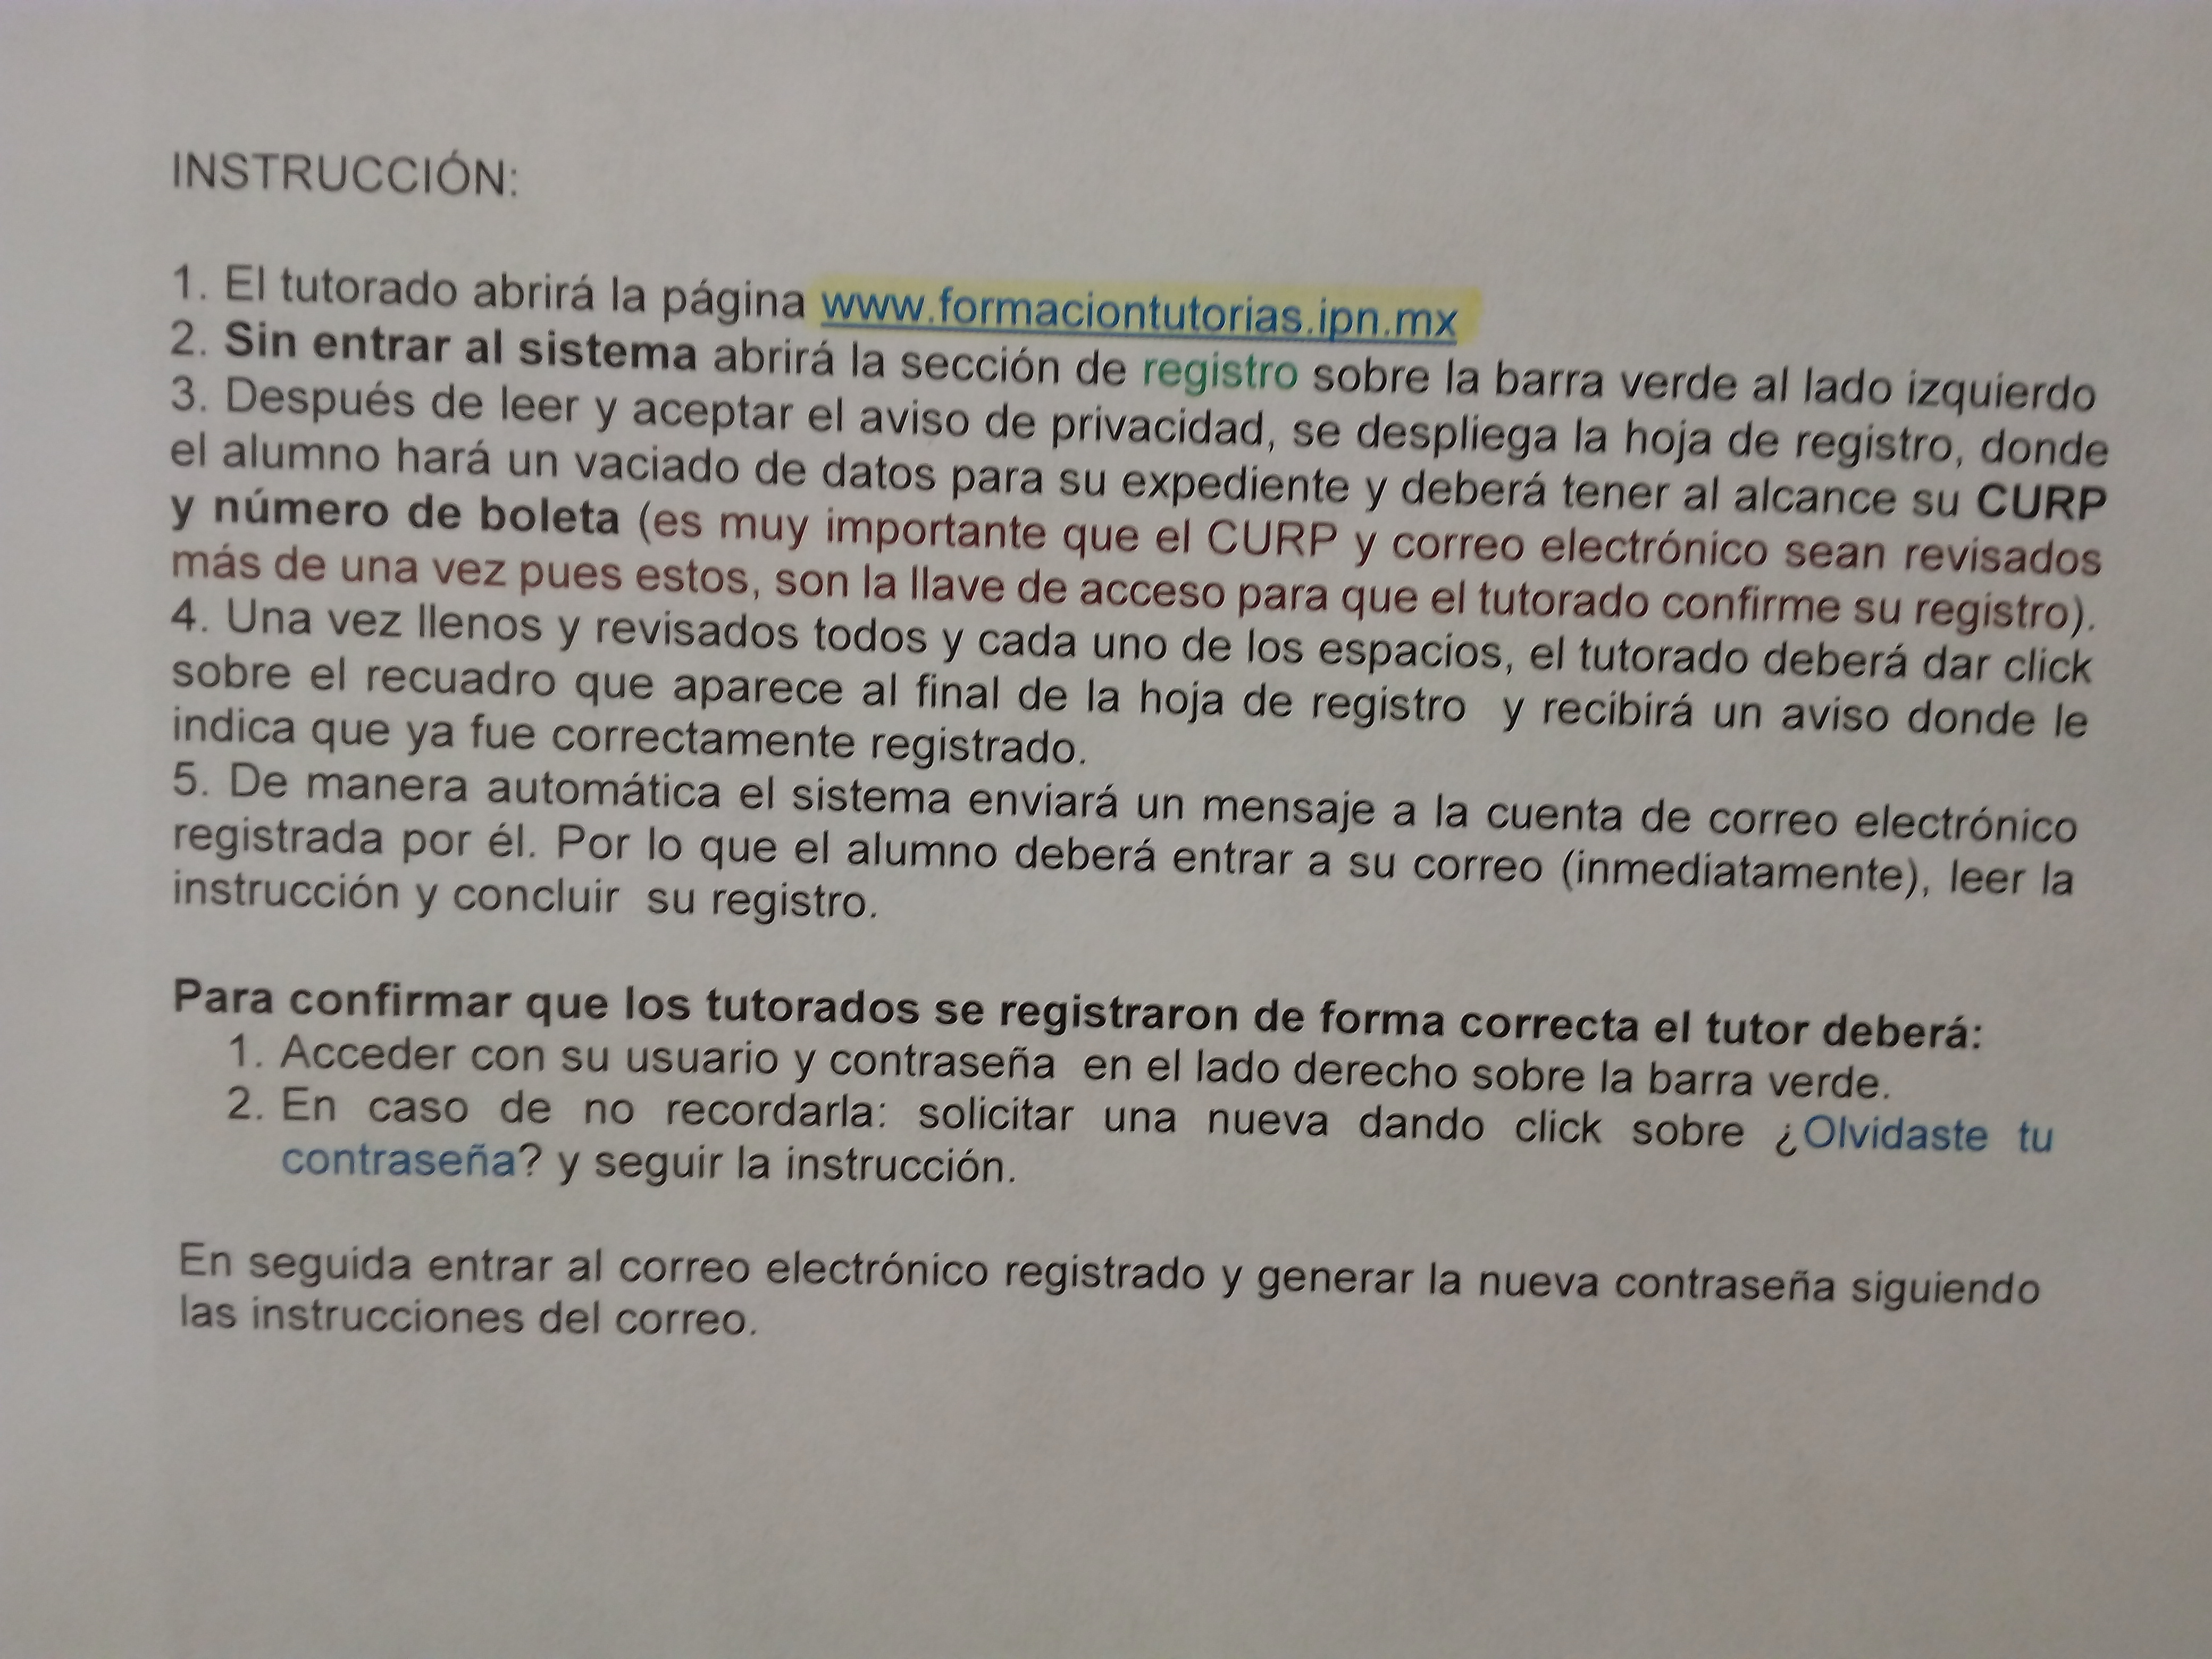 INSTRUCCIÓN:
1. El tutorado abrirá la página www.formaciontutorias.ipn.mx
2. Sin entrar al sistema abrirá la sección de registro sobre la barra verde al lado izquierdo
3. Después de leer y aceptar el aviso de privacidad, se despliega la hoja de registro, donde
el alumno hará un vaciado de datos para su expediente y deberá tener al alcance su CURP
y número de boleta (es muy importante que el CURP y correo electrónico sean revisados
más de una vez pues estos, son la llave de acceso para que el tutorado confirme su registro).
4. Una vez llenos y revisados todos y cada uno de los espacios, el tutorado deberá dar click
sobre el recuadro que aparece al final de la hoja de registro y recibirá un aviso donde le
indica que ya fue correctamente registrado.
5. De manera automática el sistema enviará un mensaje a la cuenta de correo electrónico
registrada por él. Por lo que el alumno deberá entrar a su correo (inmediatamente), leer la
instrucción y concluir su registro.
Para confirmar que los tutorados se registraron de forma correcta el tutor deberá:
1. Acceder con su usuario y contraseña en el lado derecho sobre la barra verde.
2. En caso de no recordarla: solicitar una nueva dando click sobre ¿Olvidaste tu
contraseña? y seguir la instrucción.
En seguida entrar al correo electrónico registrado y generar la nueva contraseña siguiendo
las instrucciones del correo.